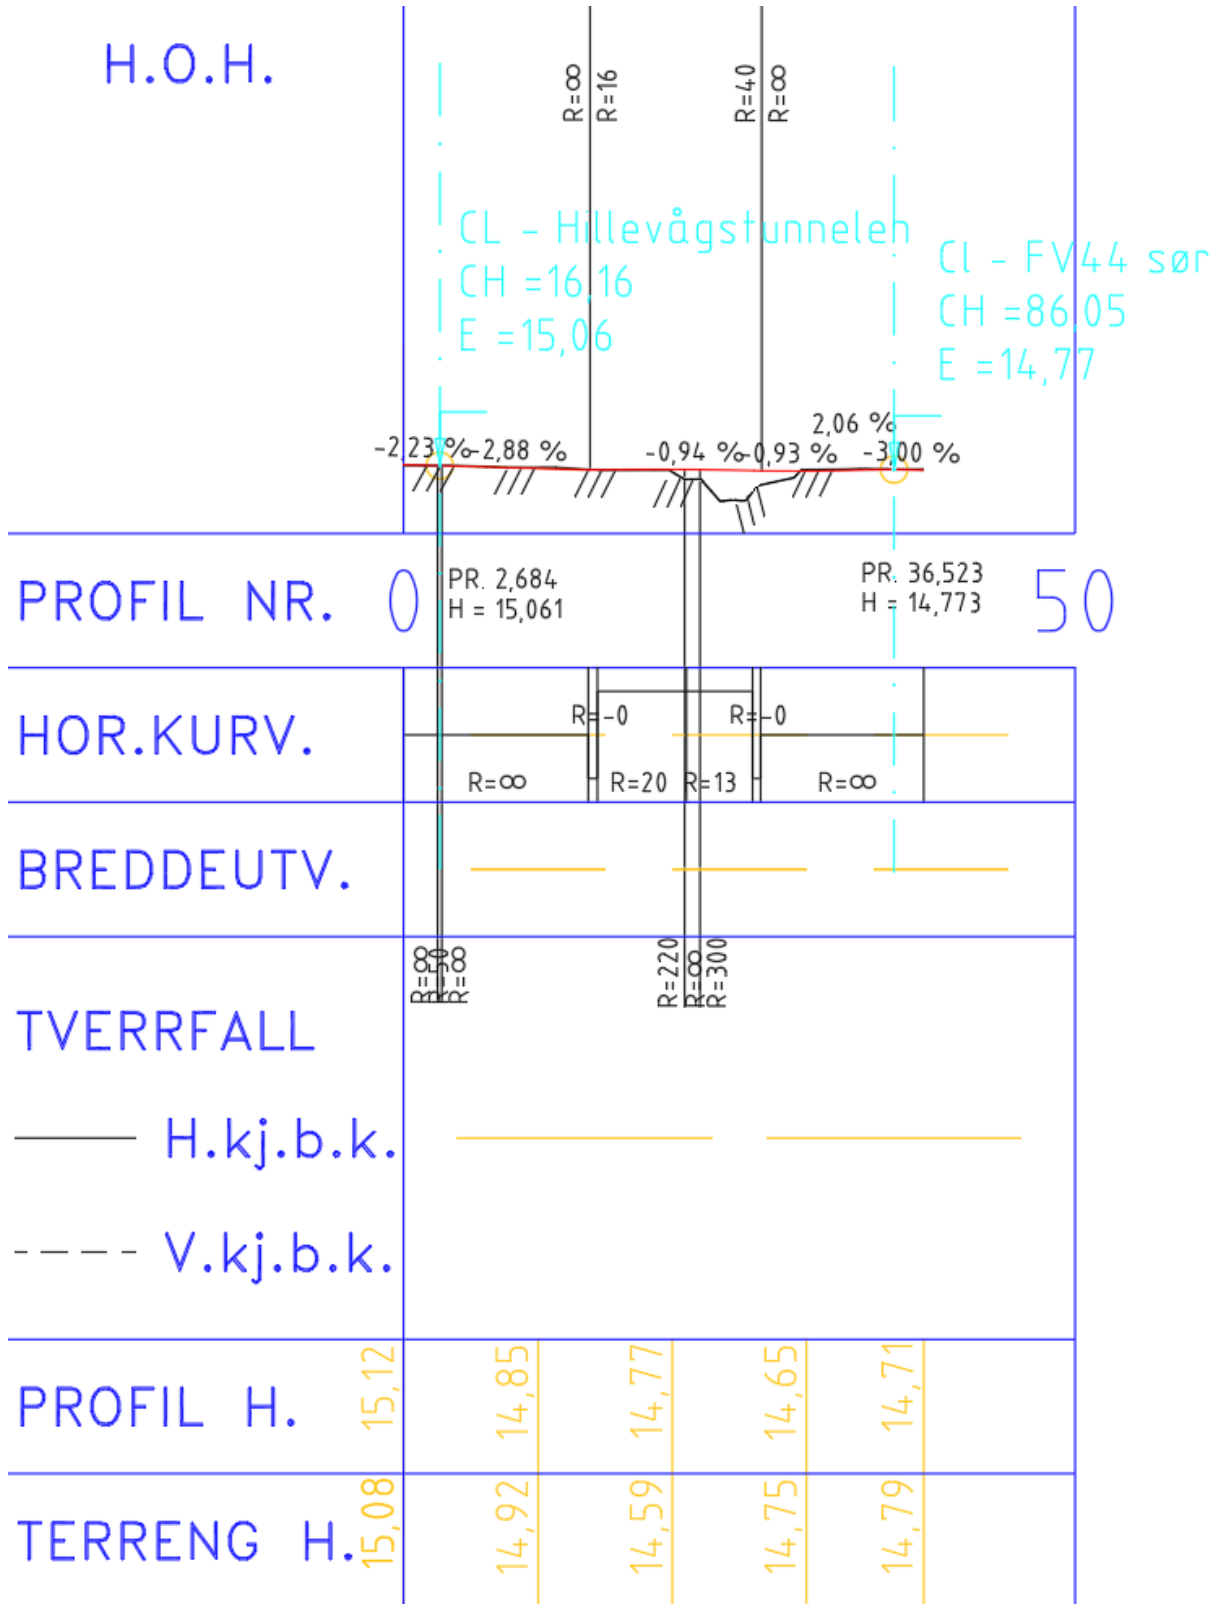 H.O.H.
R=∞
R=16
R=40
R=∞
CL - Hillevågstunnelen
CH =16,16
E =15,06
Cl - FV44 sør
CH =86,05
E =14,77
2,06 %
-2,23 %
-2,88 %
-0,94 %
-0,93 %
-3,00 %
PROFIL NR.
0
PR. 2,684
H = 15,061
PR. 36,523
H = 14,773
50
HOR.KURV.
R=-0
R=-0
R=∞
R=20
R=13
R=∞
BREDDEUTV.
R=∞
R=50
R=∞
R=220
R=∞
R=300
TVERRFALL
H.kj.b.k.
V.kj.b.k.
PROFIL H.
15,12
14,85
14,77
14,65
14,71
TERRENG H.
15,08
14,92
14,59
14,75
14,79